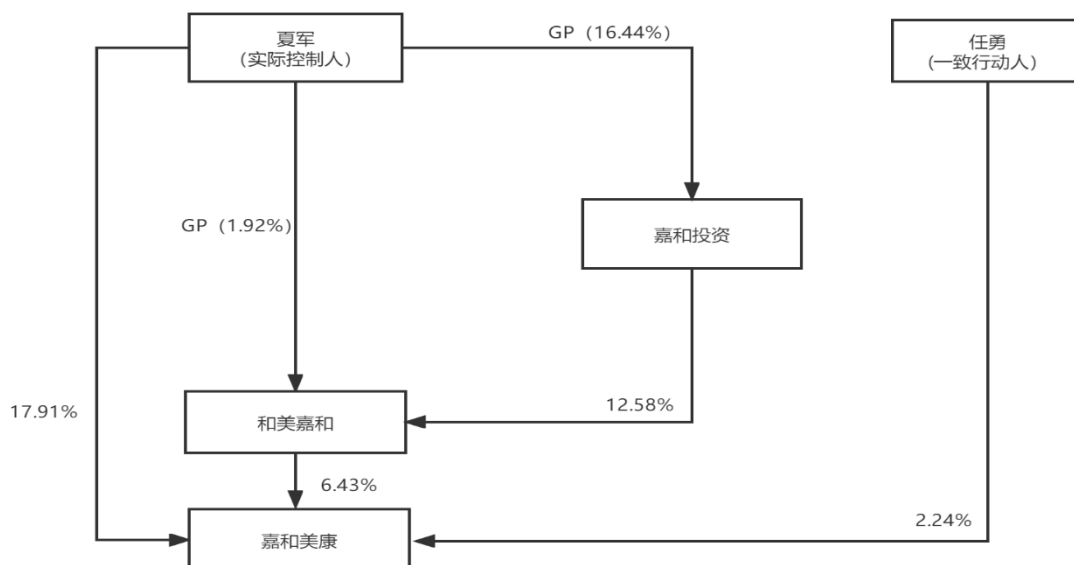 夏军
(实际控制人)
GP（16.44%）
任勇
(一致行动人)
GP（1.92%）
嘉和投资
17.91%
和美嘉和
12.58%
6.43%
嘉和美康
2.24%